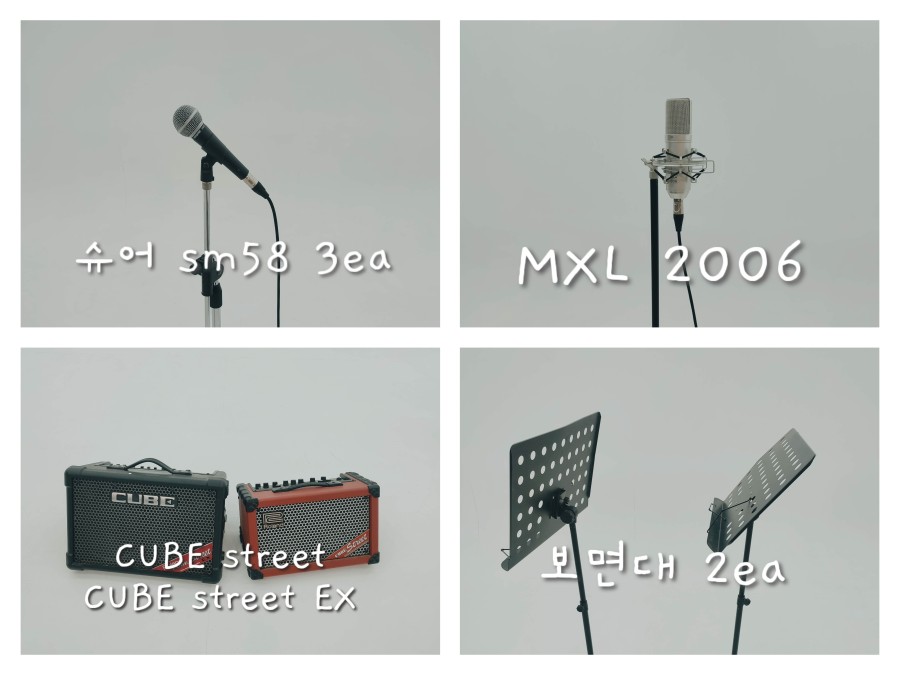 슈어 sm58 3ea
MXL 2006
CUBE
CUBE street
CUBE street Ex
보면대 2ea